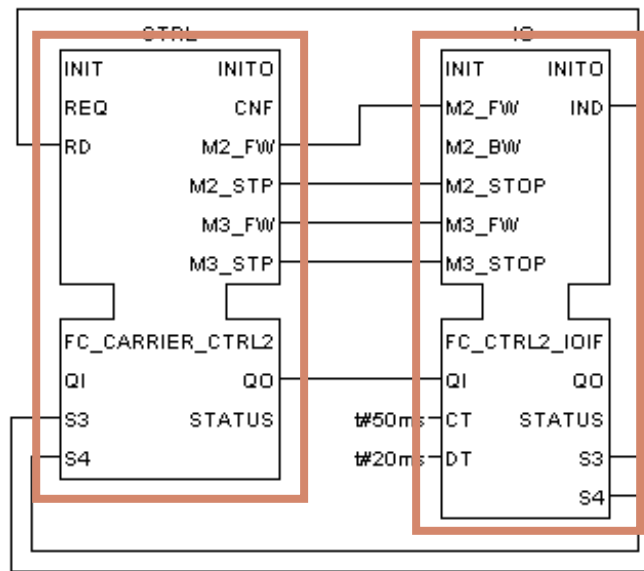 CTRL
INIT INITO
REQ CNF
RD M2_FW
M2_STP
M3_FW
M3_STP
FC_CARRIER_CTRL2
QI QO
S3 STATUS
S4
INIT INITO
M2_FW IND
M2_BW
M2_STOP
M3_FW
M3_STOP
FC_CTRL2_IOIF
QI QO
t#50ms CT STATUS
t#20ms DT S3
S4